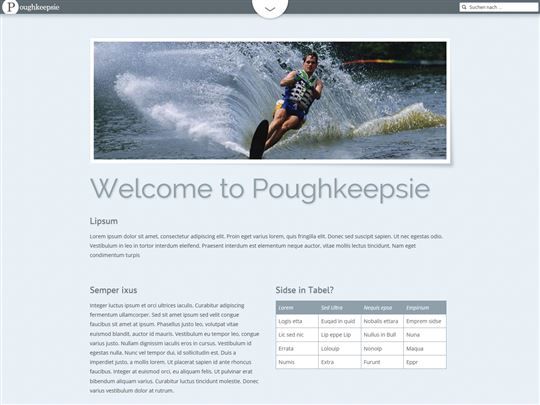 Poughkeepsie
Suchen nach ...
Welcome to Poughkeepsie
Lipsum
Lorem ipsum dolor sit amet, consectetur adipiscing elit. Proin eget varius lorem, quis fringilla elit. Donec sed suscipit sapien. Ut nec egestas odio.
Vestibulum in leo in tortor interdum eleifend. Praesent interdum est elementum neque auctor, vitae mollis lectus tincidunt. Nam eget
condimentum turpis
Semper ixus
Integer luctus ipsum et orci ultrices iaculis. Curabitur adipiscing
fermentum ullamcorper. Sed sit amet ipsum sed velit congue
faucibus sit amet at ipsum. Phasellus justo leo, volutpat vitae
euismod blandit, auctor id mauris. Vestibulum eu tempor leo, congue
varius justo. Nullam dignissim iaculis eros in cursus. Vestibulum id
egestas nulla. Nunc vel tempor dui, id sollicitudin est. Duis a
imperdiet justo, a mollis lorem. Ut placerat sapien id ante rhoncus
faucibus. Integer at euismod orci, eu aliquam felis. Ut pulvinar erat
bibendum aliquam varius. Curabitur luctus tincidunt molestie. Donec
varius vestibulum dolor at rutrum.
Sidse in Tabel?
Lorem Sed Ultra Nequis epsa Empirium
Logis etta Euqad in quid Nobalis ettara Emprem sidse
Lic sed nic Lip eppe Lip Nullus in Bull Nuna
Errata Lolouip Nonoip Maqua
Numis Extra Furunt Eppr